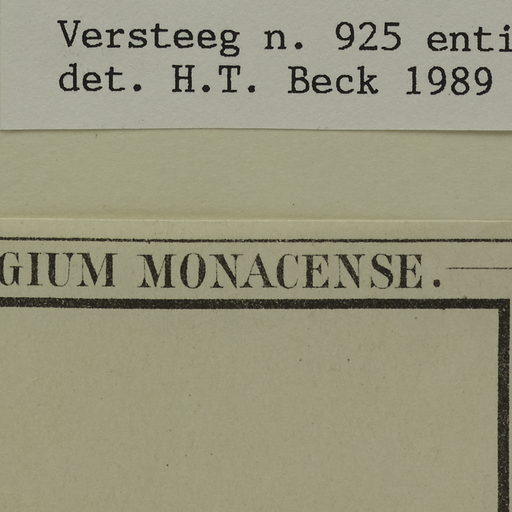 Versteeg n. 925 enti
det. H.T. Beck 1989
GIUM MONACENSE.